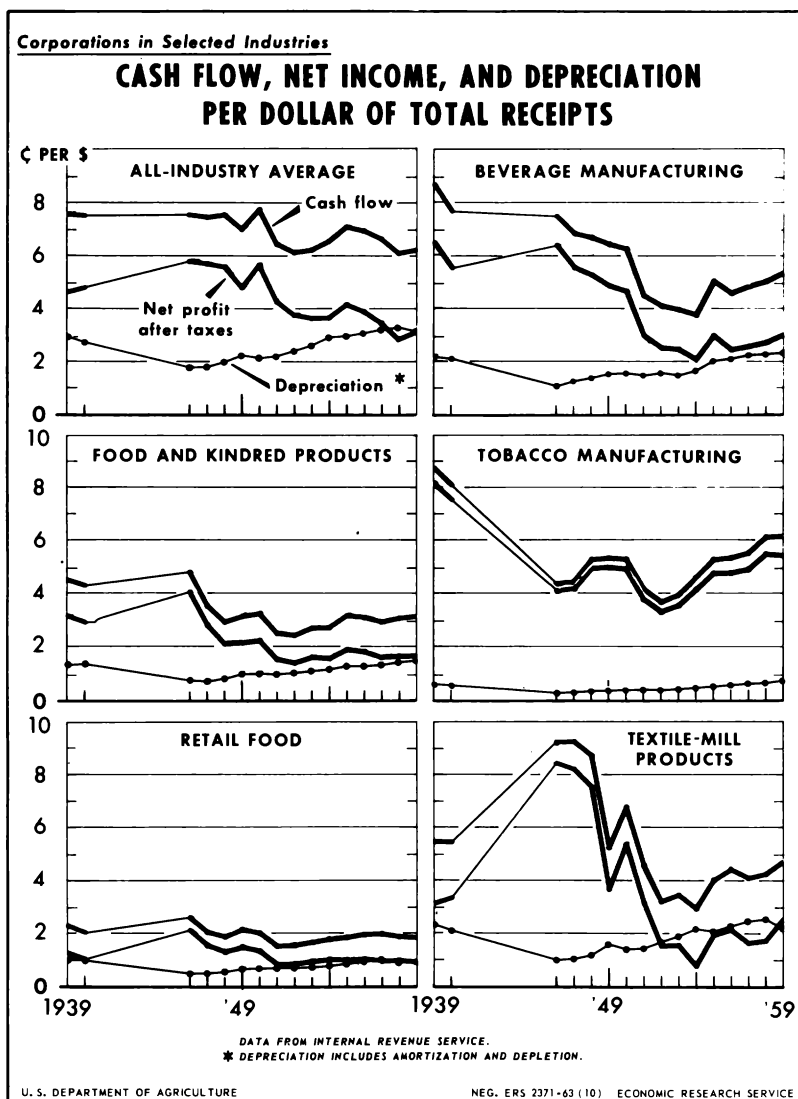 Corporations in Selected Industries
CASH FLOW, NET INCOME, AND DEPRECIATION
PER DOLLAR OF TOTAL RECEIPTS
¢ PER $
ALL-INDUSTRY AVERAGE
Cash flow
Net profit
after taxes
Depreciation *
8
6
4
2
0
BEVERAGE MANUFACTURING
FOOD AND KINDRED PRODUCTS
10
8
6
4
2
0
TOBACCO MANUFACTURING
RETAIL FOOD
10
8
6
4
2
0
1939 '49
TEXTILE-MILL
PRODUCTS
1939 '49 '59
DATA FROM INTERNAL REVENUE SERVICE.
* DEPRECIATION INCLUDES AMORTIZATION AND DEPLETION.
U. S. DEPARTMENT OF AGRICULTURE NEG. ERS 2371-63 (10) ECONOMIC RESEARCH SERVICE